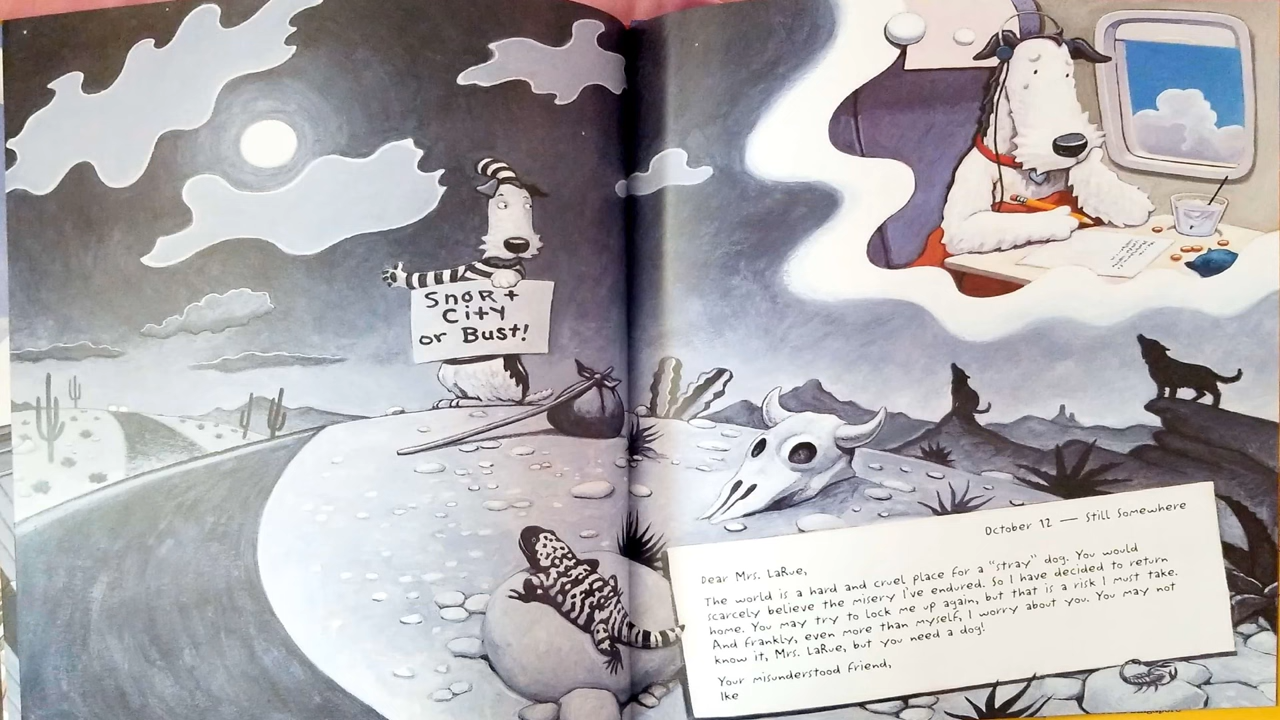 Snort
City
or Bust!
October 12 — Still Somewhere
Dear Mrs. LaRue,
The world is a hard and cruel place for a "stray" dog. You would
scarcely believe the misery I've endured. So I have decided to return
home. You may try to lock me up again, but that is a risk I must take.
And frankly, even more than myself, I worry about you. You may not
know it, Mrs. LaRue, but you need a dog!
Your misunderstood friend,
Ike